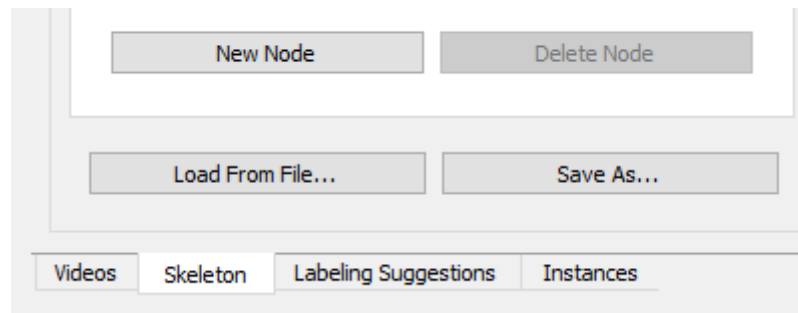 New Node Delete Node
Load From File... Save As...
Videos Skeleton Labeling Suggestions Instances